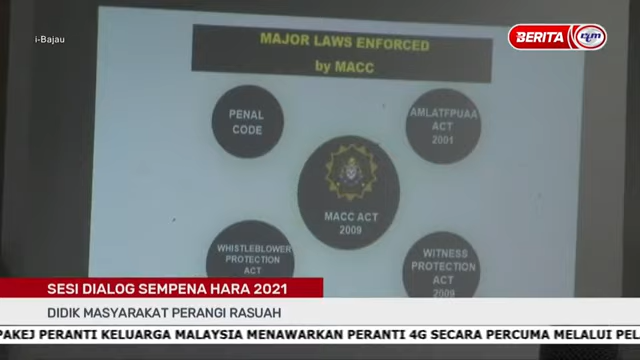 i-Bajau
BERITA
rtm
MAJOR LAWS ENFORCED
by MACC
PENAL
CODE
AMLATFPUAA
ACT
2001
MACC ACT
2009
WHISTLEBLOWER
PROTECTION
ACT
WITNESS
PROTECTION
ACT
2009
SESI DIALOG SEMPENA HARA 2021
DIDIK MASYARAKAT PERANGI RASUAH
PAKEJ PERANTI KELUARGA MALAYSIA MENAWARKAN PERANTI 4G SECARA PERCUMA MELALUI PEL